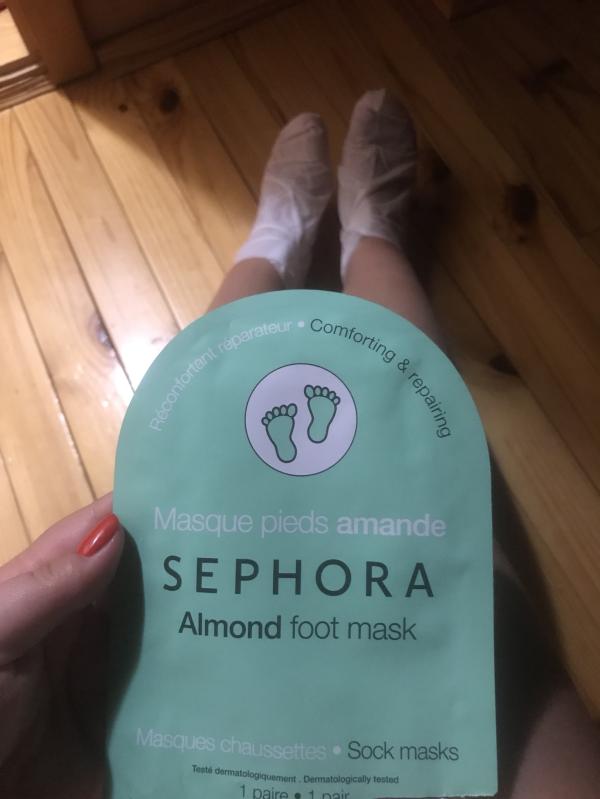 Réconfortant réparateur • Comforting & repairing
Masque pieds amande
SEPHORA
Almond foot mask
Masques chaussettes • Sock masks
Testé dermatologiquement . Dermatologically tested
1 paire • 1 pair